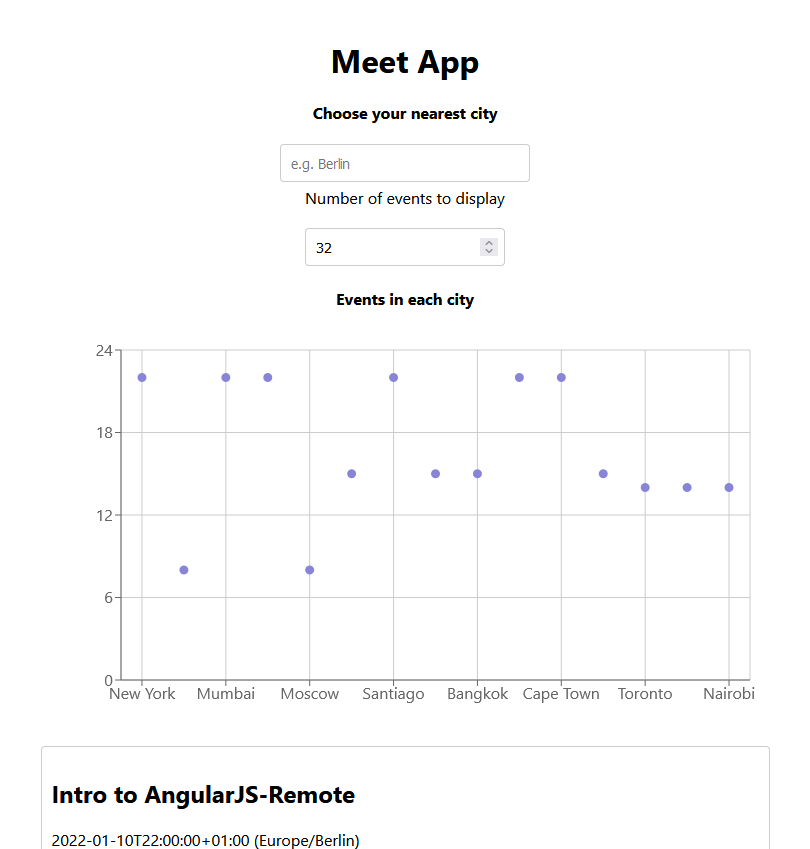 Meet App
Choose your nearest city
e.g. Berlin
Number of events to display
32
Events in each city
24
18
12
6
0
New York Mumbai Moscow Santiago Bangkok Cape Town Toronto Nairobi
Intro to AngularJS-Remote
2022-01-10T22:00:00+01:00 (Europe/Berlin)